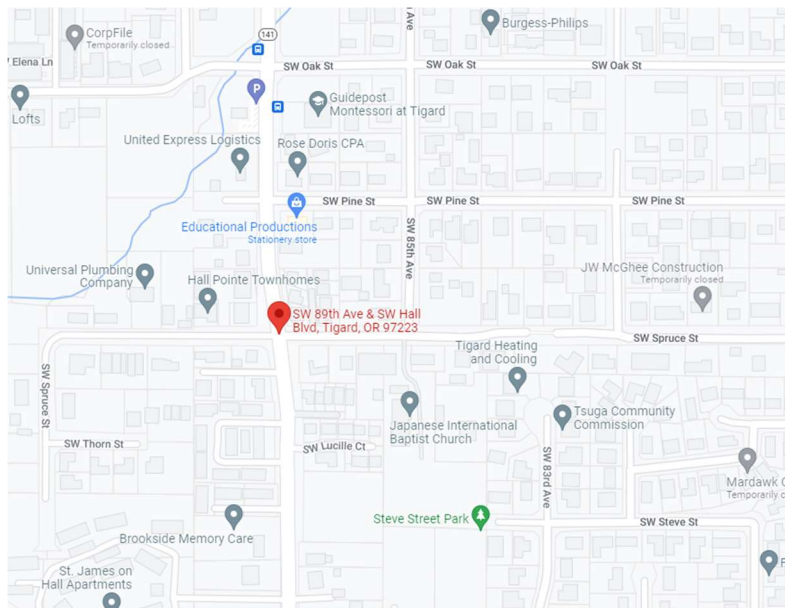 CorpFile
Temporarily closed
141
Burgess-Philips
SW Oak St
SW Oak St
SW Oak St
Lofts
P
Guidepost
Montessori at Tigard
United Express Logistics
Rose Doris CPA
SW Pine St
SW Pine St
SW Pine St
Educational Productions
Stationery store
SW 85th Ave
Universal Plumbing
Company
Hall Pointe Townhomes
JW McGhee Construction
Temporarily closed
SW 89th Ave & SW Hall
Blvd, Tigard, OR 97223
SW Spruce St
Tigard Heating
and Cooling
SW Spruce St
Japanese International
Baptist Church
Tsuga Community
Commission
SW Thorn St
SW Lucille Ct
SW 83rd Ave
Mardawk
Temporarily
Steve Street Park
SW Steve St
Brookside Memory Care
St. James on
Hall Apartments